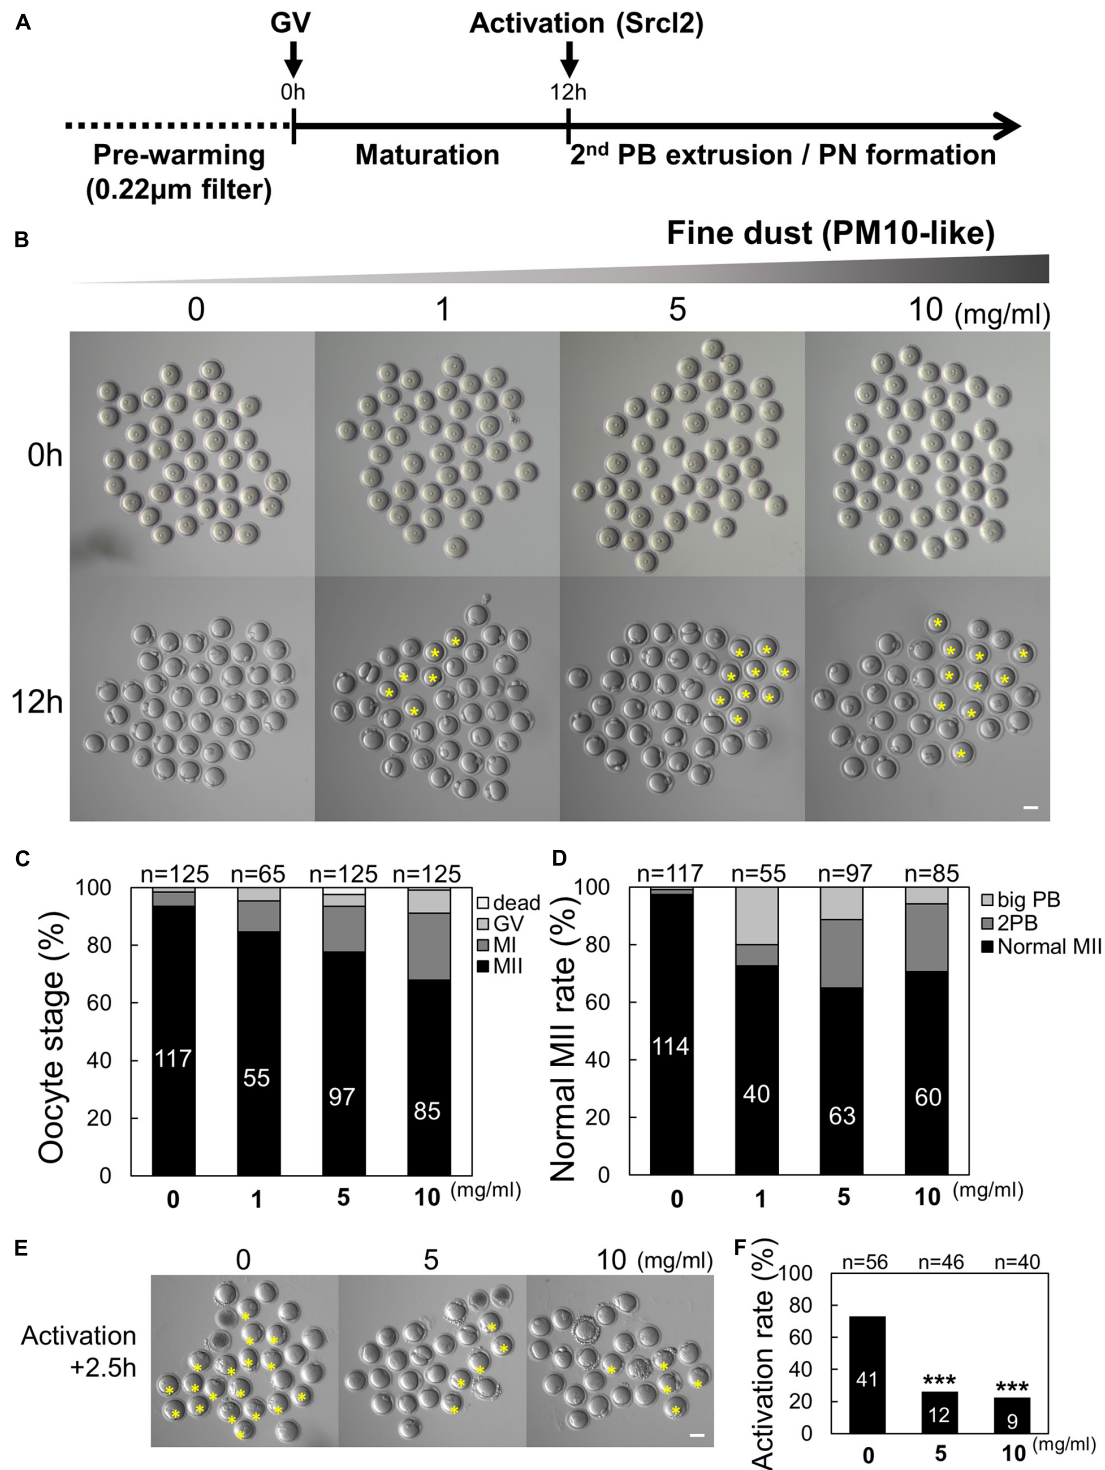 A
GV
Activation (Srcl2)
0h
12h
Pre-warming
(0.22µm filter)
Maturation
2nd PB extrusion / PN formation
B
Fine dust (PM10-like)
0
1
5
10 (mg/ml)
0h
12h
* * * * * * *
* * * * * * * * *
* * * * * * * * * *
C
n=125 n=65 n=125 n=125
Oocyte stage (%)
100
80
60
40
20
0
dead
GV
MI
MII
117
55
97
85
0 1 5 10 (mg/ml)
D
n=117 n=55 n=97 n=85
Normal MII rate (%)
100
80
60
40
20
0
big PB
2PB
Normal MII
114
40
63
60
0 1 5 10 (mg/ml)
E
0 5 10 (mg/ml)
Activation
+2.5h
F
n=56 n=46 n=40
Activation rate (%)
100
80
60
40
20
0
41
***
12
***
9
0 5 10 (mg/ml)